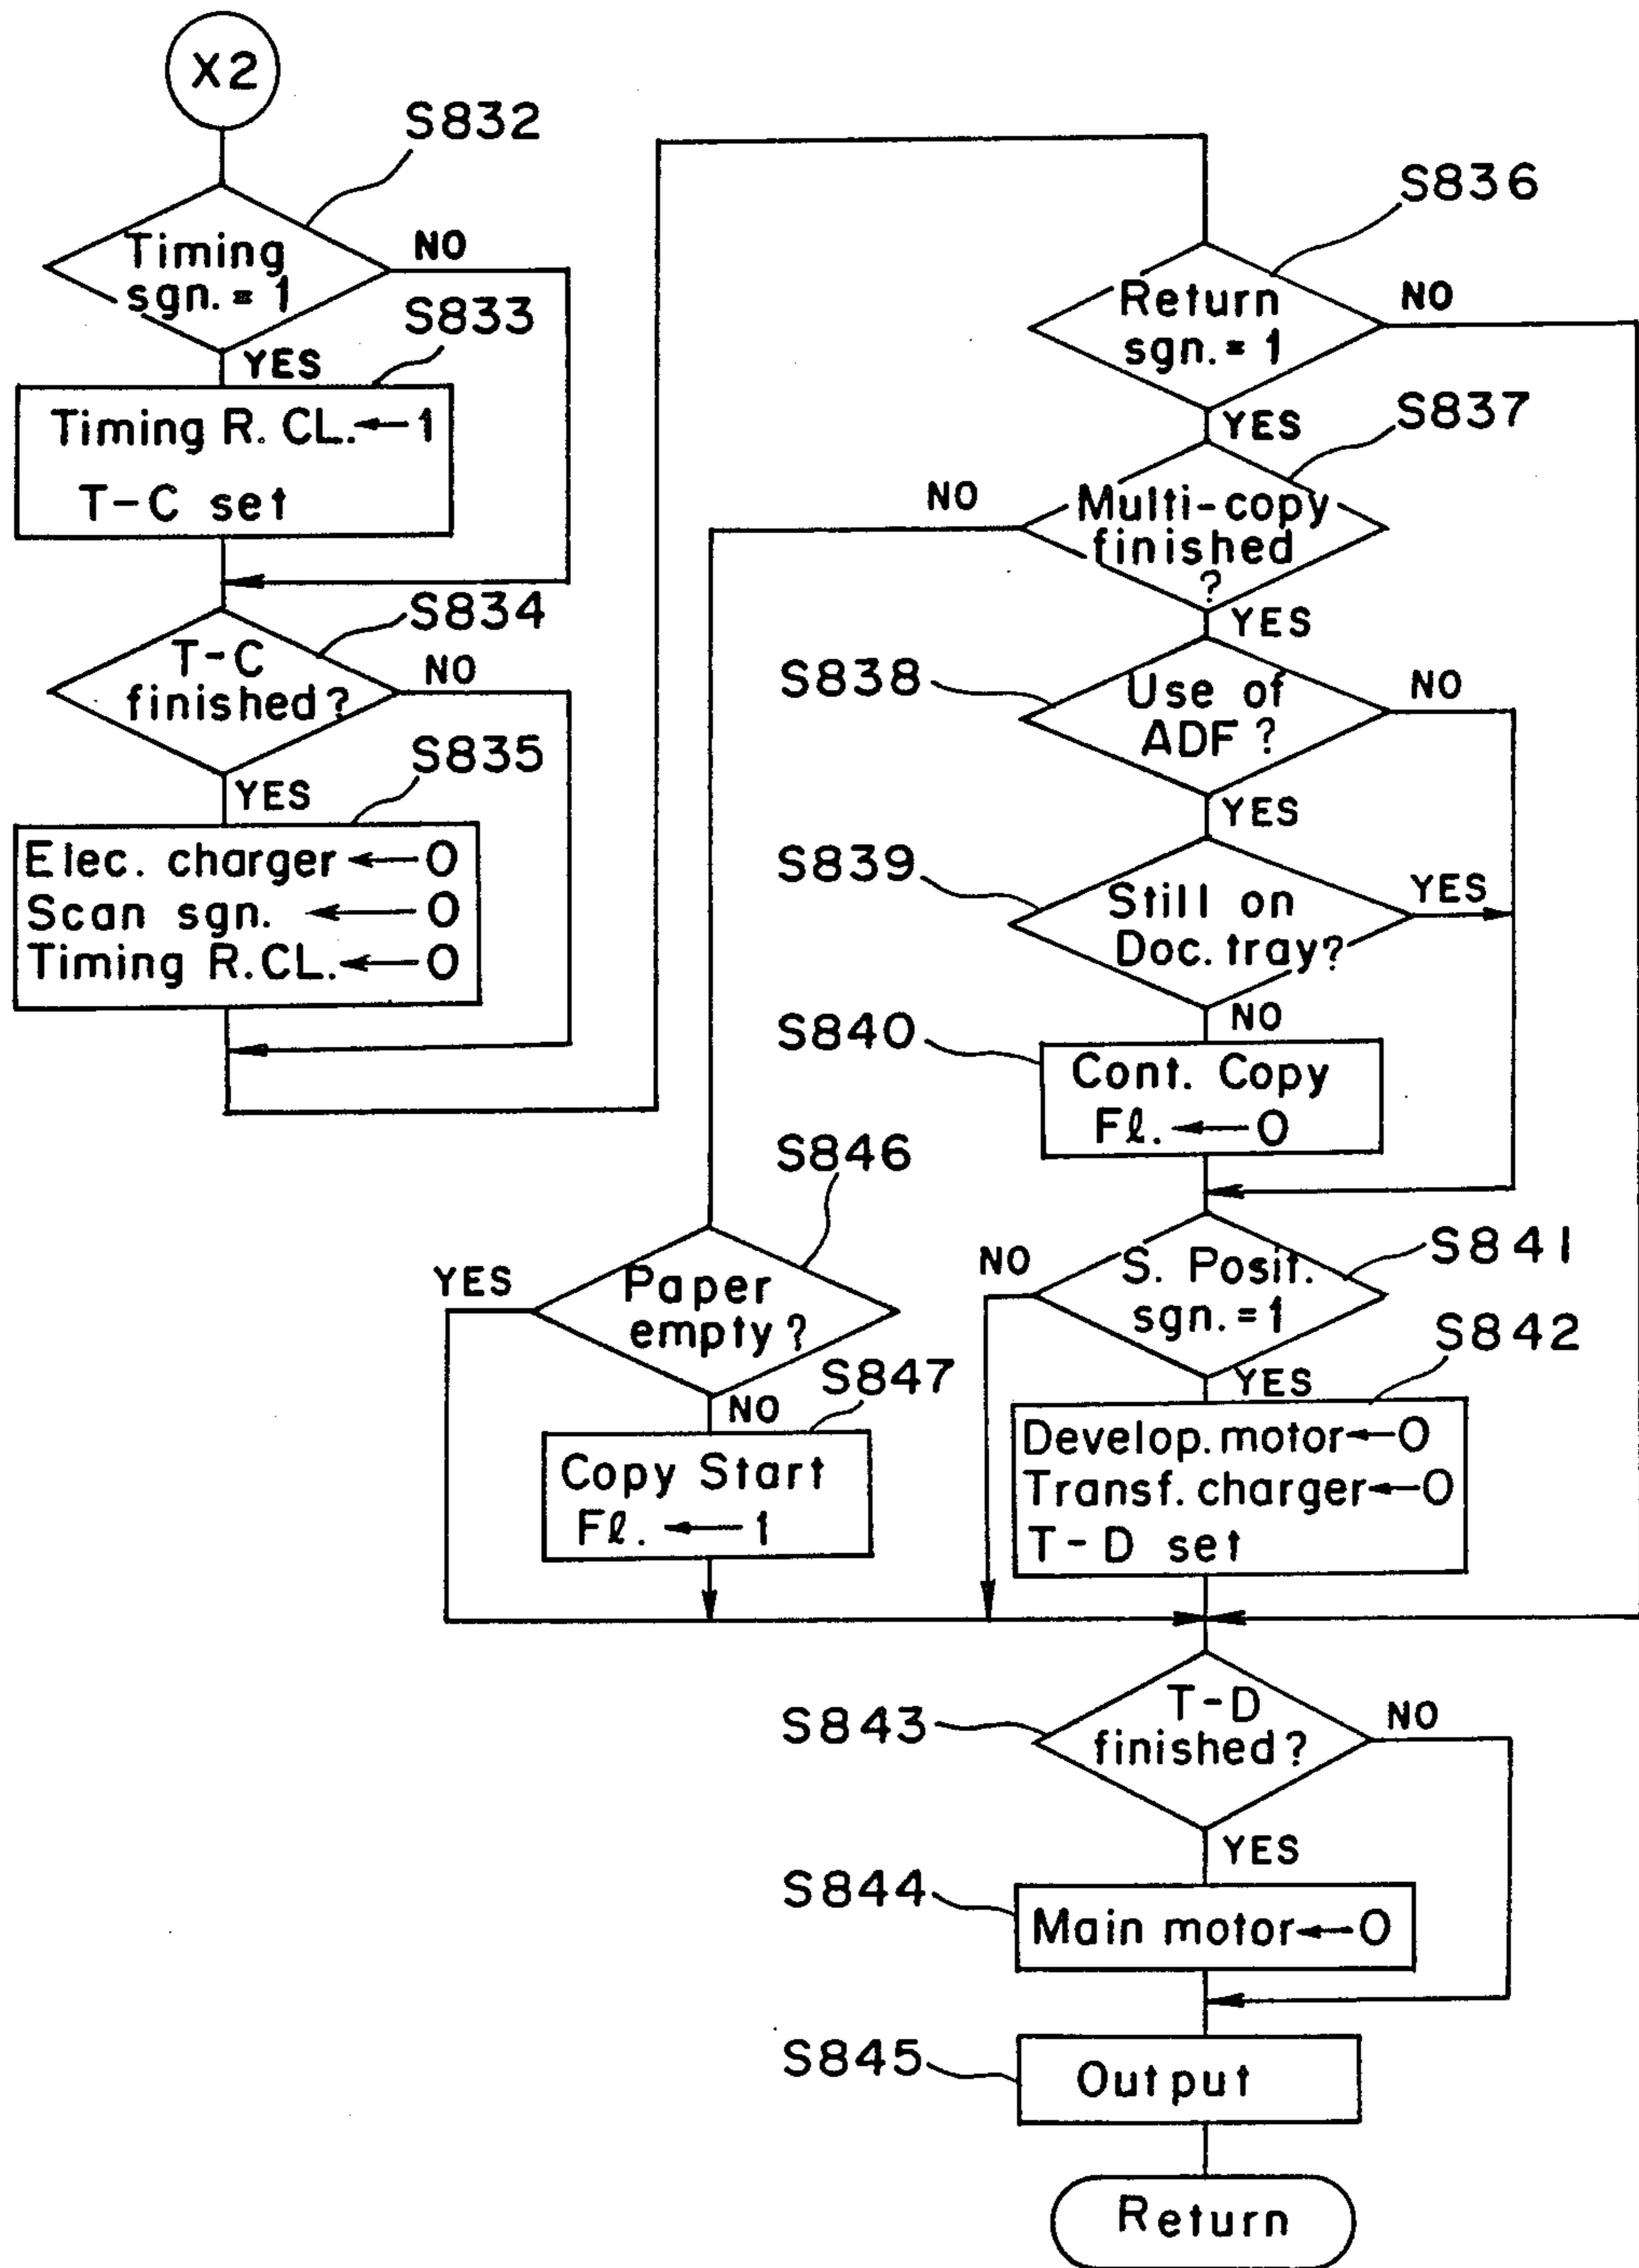 X2
S832
Timing
sgn. = 1
NO
YES
S833
Timing R. CL. ← 1
T-C set
S834
T-C
finished?
NO
YES
S835
Elec. charger ← 0
Scan sgn. ← 0
Timing R.CL. ← 0
S836
Return
sgn. = 1
NO
YES
S837
Multi-copy
finished
?
NO
YES
S838
Use of
ADF ?
NO
YES
S839
Still on
Doc. tray?
YES
NO
S840
Cont. Copy
Fl. ← 0
S846
Paper
empty?
YES
NO
S847
Copy Start
Fl. ← 1
S841
S. Posit.
sgn. = 1
NO
YES
S842
Develop. motor ← 0
Transf. charger ← 0
T-D set
S843
T-D
finished?
NO
YES
S844
Main motor ← 0
S845
Output
Return